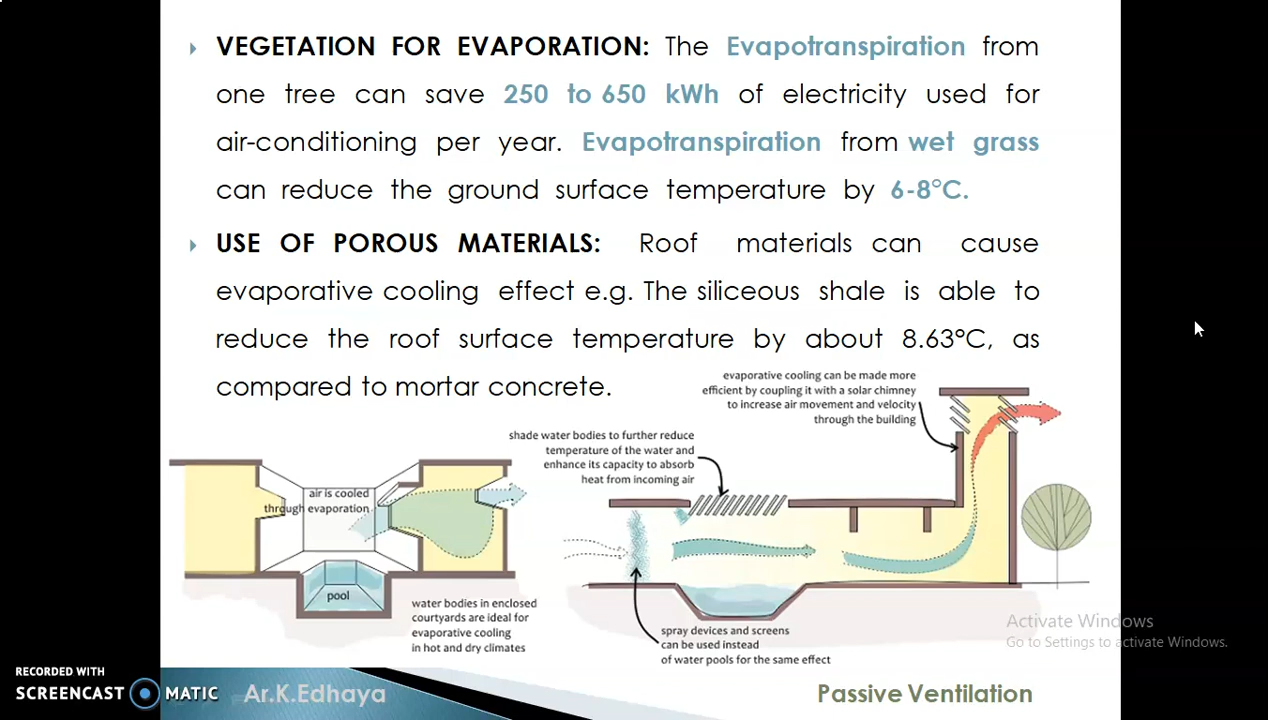 VEGETATION FOR EVAPORATION: The Evapotranspiration from
one tree can save 250 to 650 kWh of electricity used for
air-conditioning per year. Evapotranspiration from wet grass
can reduce the ground surface temperature by 6-8°C.
USE OF POROUS MATERIALS: Roof materials can cause
evaporative cooling effect e.g. The siliceous shale is able to
reduce the roof surface temperature by about 8.63°C, as
compared to mortar concrete.
evaporative cooling can be made more
efficient by coupling it with a solar chimney
to increase air movement and velocity
through the building
shade water bodies to further reduce
temperature of the water and
enhance its capacity to absorb
heat from incoming air
air is cooled
through evaporation
pool
water bodies in enclosed
courtyards are ideal for
evaporative cooling
in hot and dry climates
spray devices and screens
can be used instead
of water pools for the same effect
Activate Windows
Go to Settings to activate Windows.
RECORDED WITH
SCREENCAST MATIC
Ar.K.Edhaya
Passive Ventilation